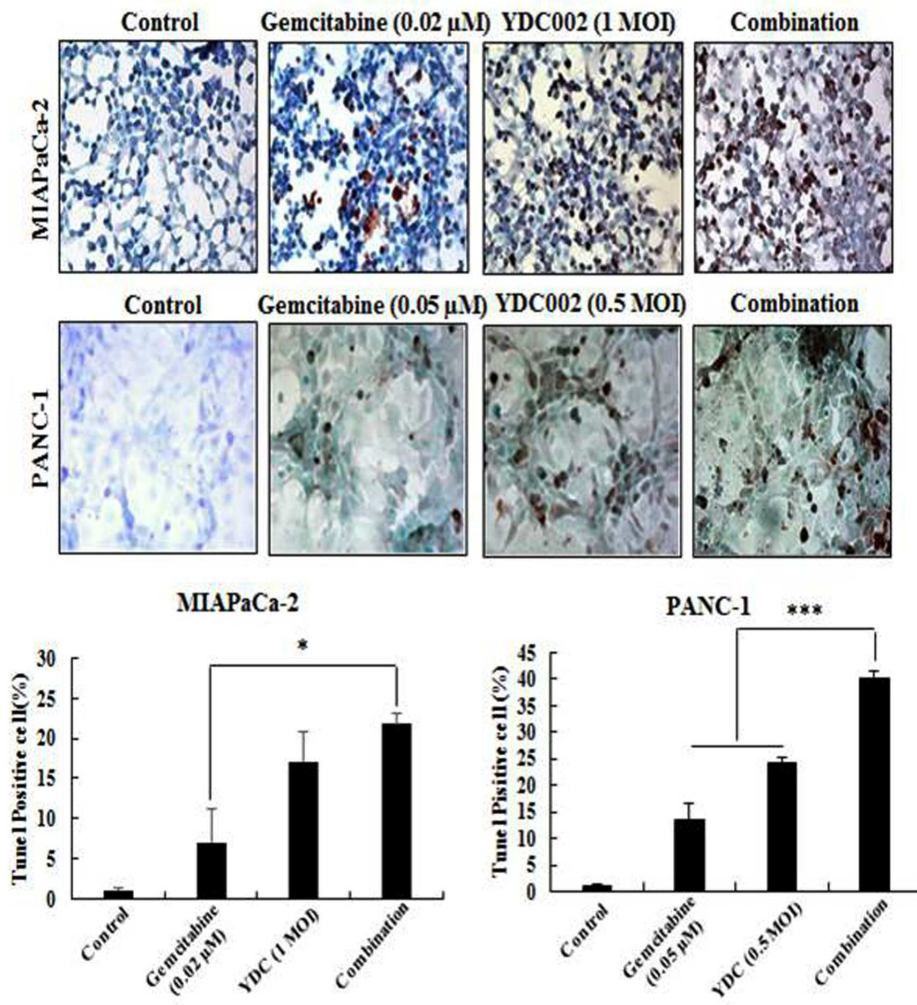 Control Gemcitabine (0.02 µM) YDC002 (1 MOI) Combination
MIAPaCa-2
Control Gemcitabine (0.05 µM) YDC002 (0.5 MOI) Combination
PANC-1
MIAPaCa-2
*
Tunel Positive cell(%)
30
25
20
15
10
5
0
Control
Gemcitabine
(0.02 µM)
YDC (1 MOI)
Combination
PANC-1
***
Tunel Pisitive cell(%)
45
40
35
30
25
20
15
10
5
0
Control
Gemcitabine
(0.05 µM)
YDC (0.5 MOI)
Combination